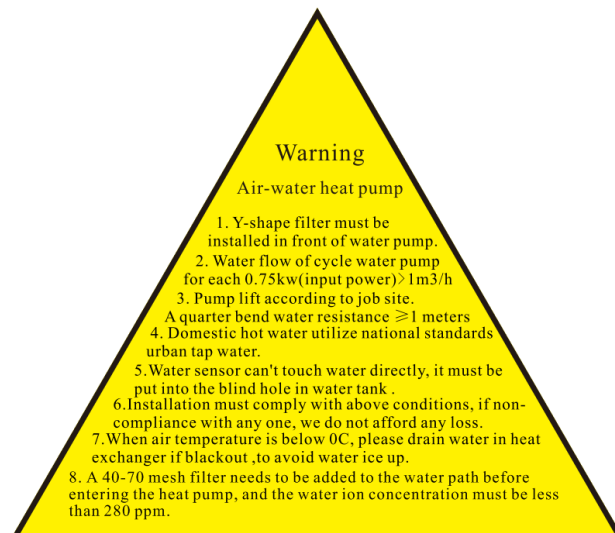 Warning
Air-water heat pump
1. Y-shape filter must be
installed in front of water pump.
2. Water flow of cycle water pump
for each 0.75kw(input power)>1m3/h
3. Pump lift according to job site.
A quarter bend water resistance ≥1 meters
4. Domestic hot water utilize national standards
urban tap water.
5.Water sensor can't touch water directly, it must be
put into the blind hole in water tank .
6.Installation must comply with above conditions, if non-
compliance with any one, we do not afford any loss.
7.When air temperature is below 0C, please drain water in heat
exchanger if blackout ,to avoid water ice up.
8. A 40-70 mesh filter needs to be added to the water path before
entering the heat pump, and the water ion concentration must be less
than 280 ppm.